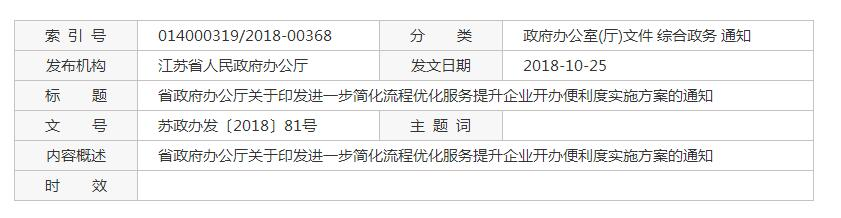 索 引 号 014000319/2018-00368 分 类 政府办公室(厅)文件 综合政务 通知
发布机构 江苏省人民政府办公厅 发文日期 2018-10-25
标 题 省政府办公厅关于印发进一步简化流程优化服务提升企业开办便利度实施方案的通知
文 号 苏政办发〔2018〕81号 主 题 词
内容概述 省政府办公厅关于印发进一步简化流程优化服务提升企业开办便利度实施方案的通知
时 效